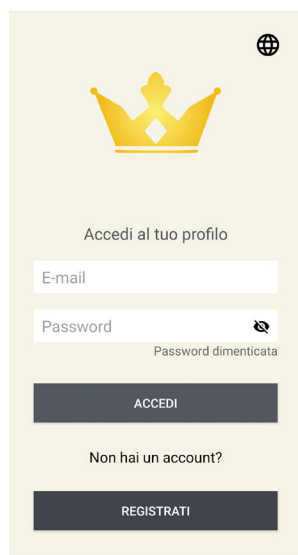 Accedi al tuo profilo
E-mail
Password
Password dimenticata
ACCEDI
Non hai un account?
REGISTRATI